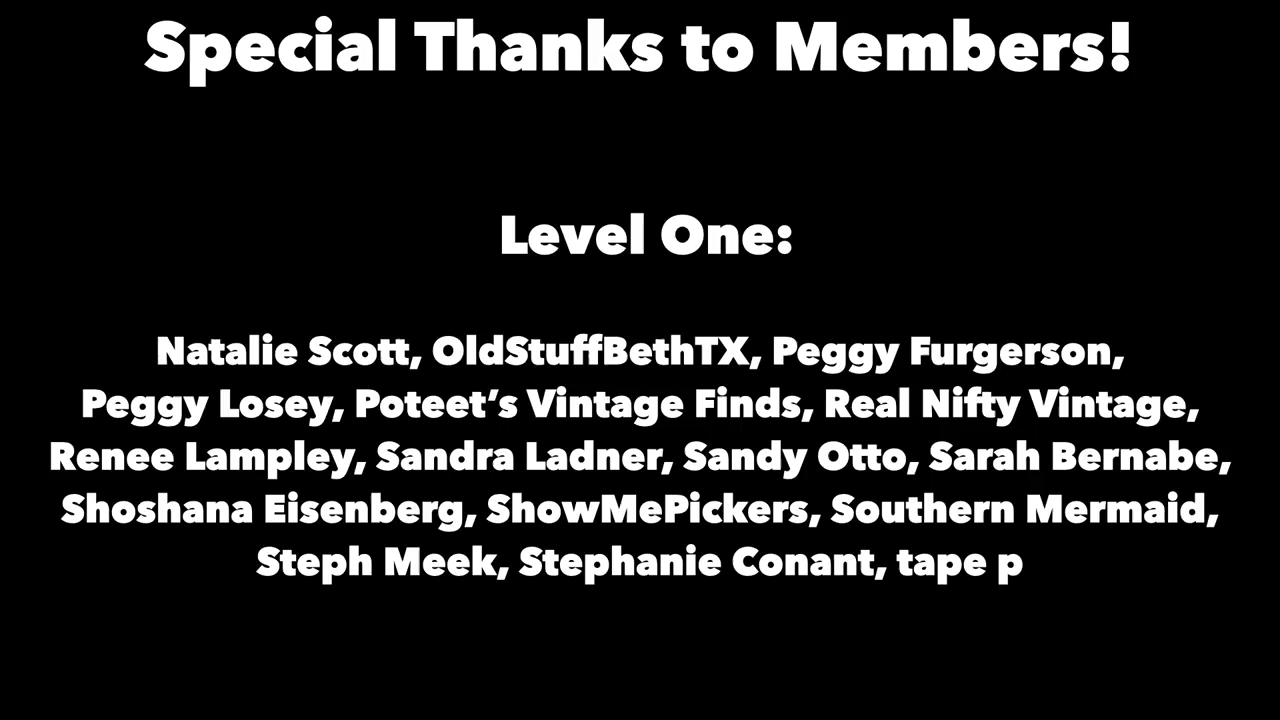 Special Thanks to Members!
Level One:
Natalie Scott, OldStuffBethTX, Peggy Furgerson,
Peggy Losey, Poteet’s Vintage Finds, Real Nifty Vintage,
Renee Lampley, Sandra Ladner, Sandy Otto, Sarah Bernabe,
Shoshana Eisenberg, ShowMePickers, Southern Mermaid,
Steph Meek, Stephanie Conant, tape p